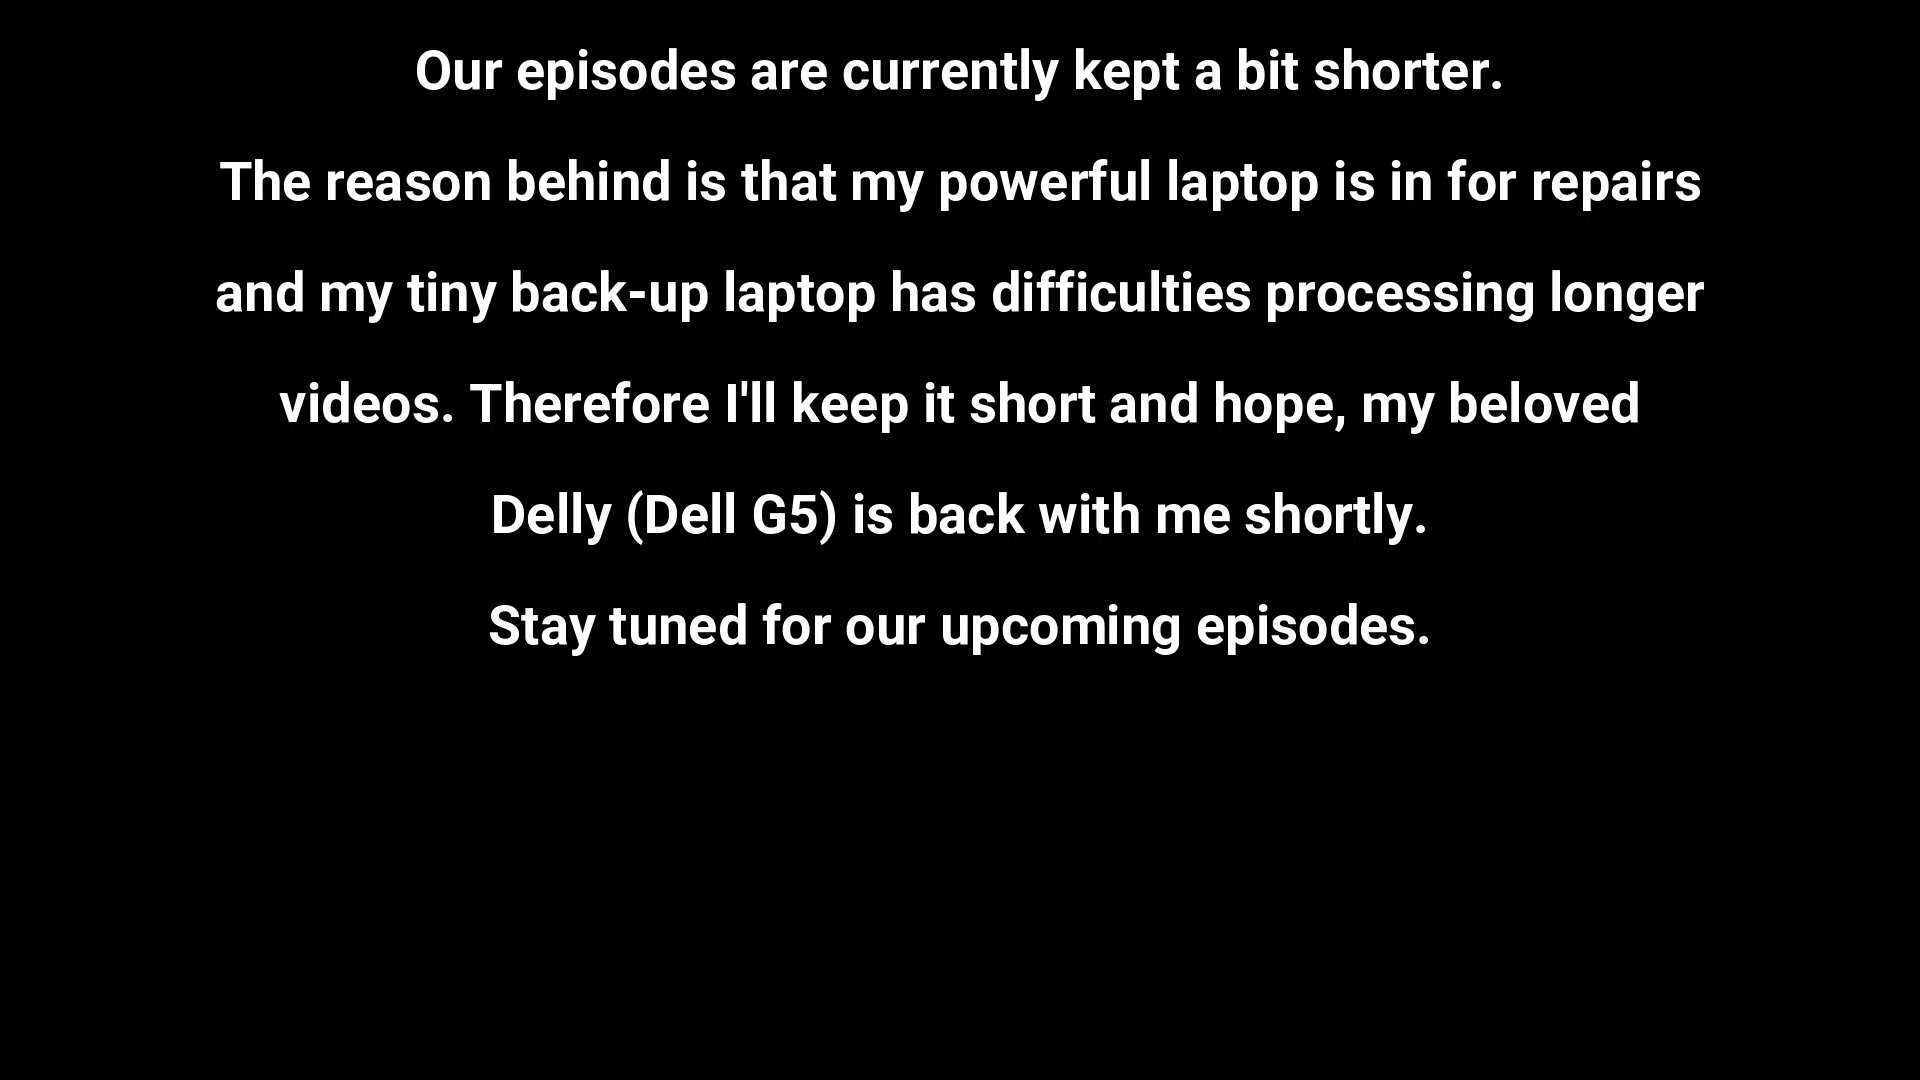 Our episodes are currently kept a bit shorter.
The reason behind is that my powerful laptop is in for repairs
and my tiny back-up laptop has difficulties processing longer
videos. Therefore I'll keep it short and hope, my beloved
Delly (Dell G5) is back with me shortly.
Stay tuned for our upcoming episodes.